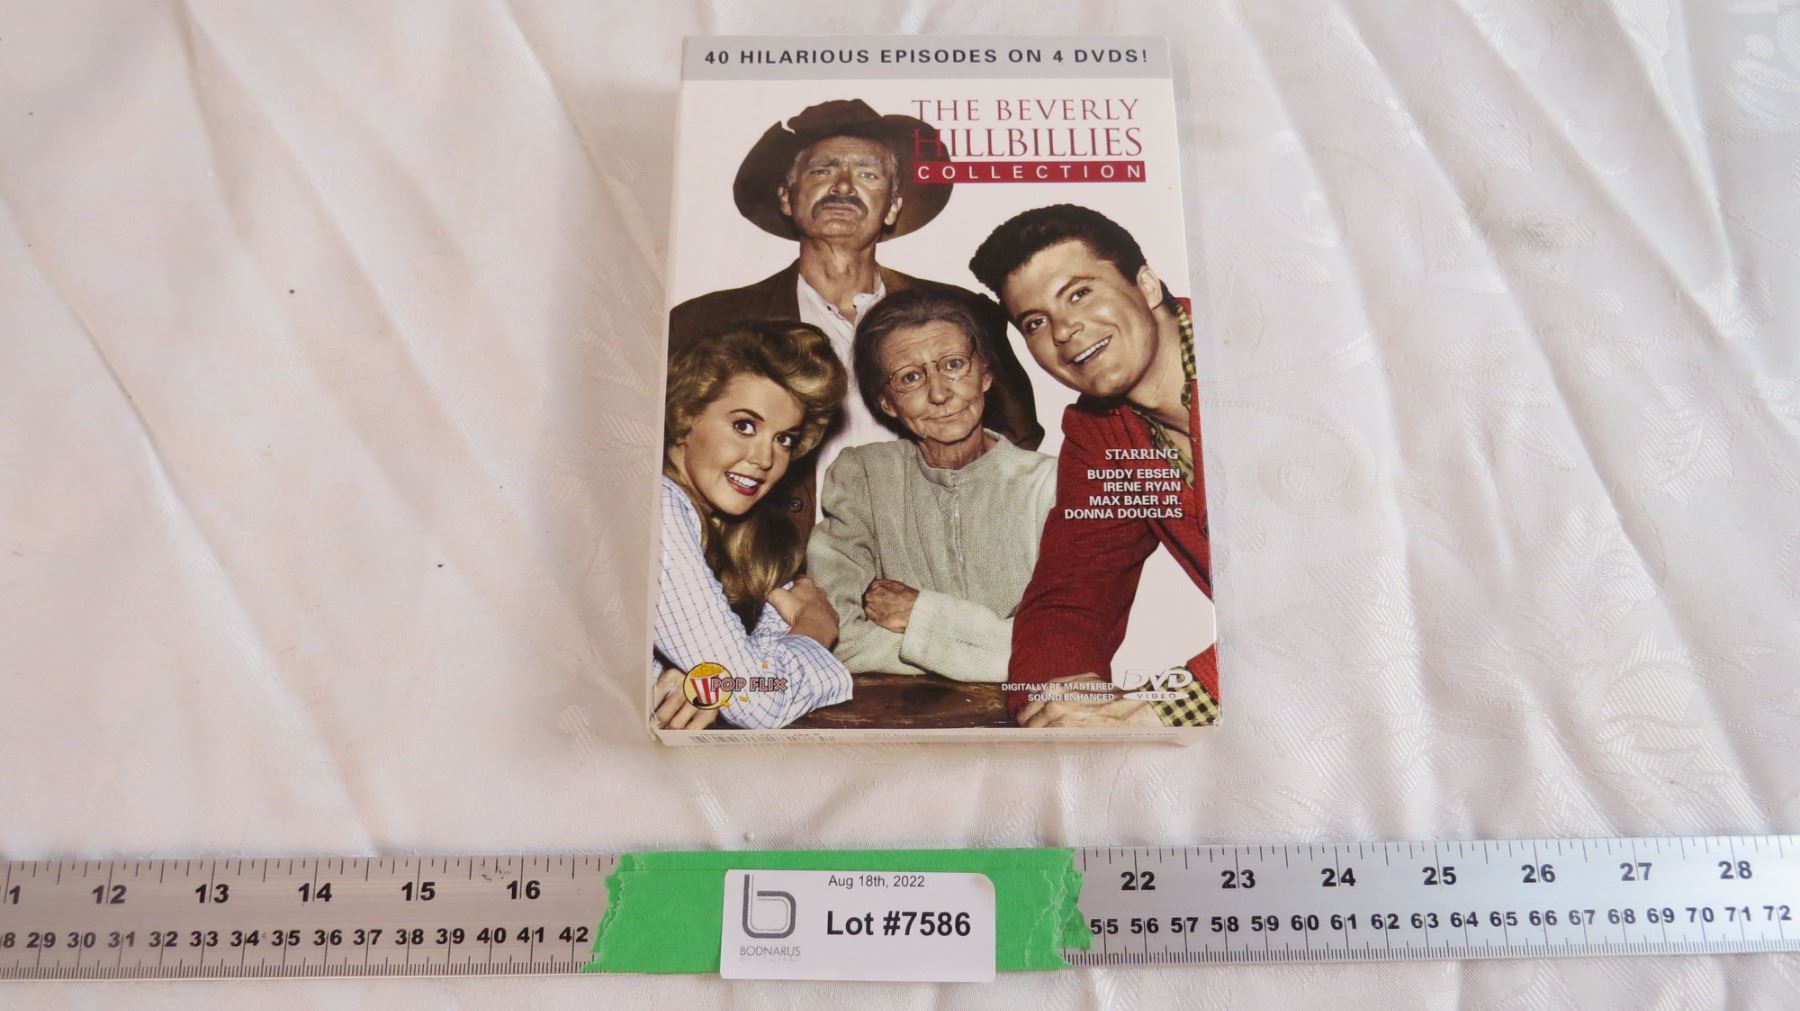 40 HILARIOUS EPISODES ON 4 DVDS!
THE BEVERLY
HILLBILLIES
COLLECTION
STARRING
BUDDY EBSEN
IRENE RYAN
MAX BAER JR.
DONNA DOUGLAS
POP FLIX
DIGITALLY RE-MASTERED
SOUND ENHANCED
DVD
VIDEO
12 13 14 15 16
22 23 24 25 26 27 28
29 30 31 32 33 34 35 36 37 38 39 40 41 42
55 56 57 58 59 60 61 62 63 64 65 66 67 68 69 70 71 72
Aug 18th, 2022
Lot #7586
BODNARUS